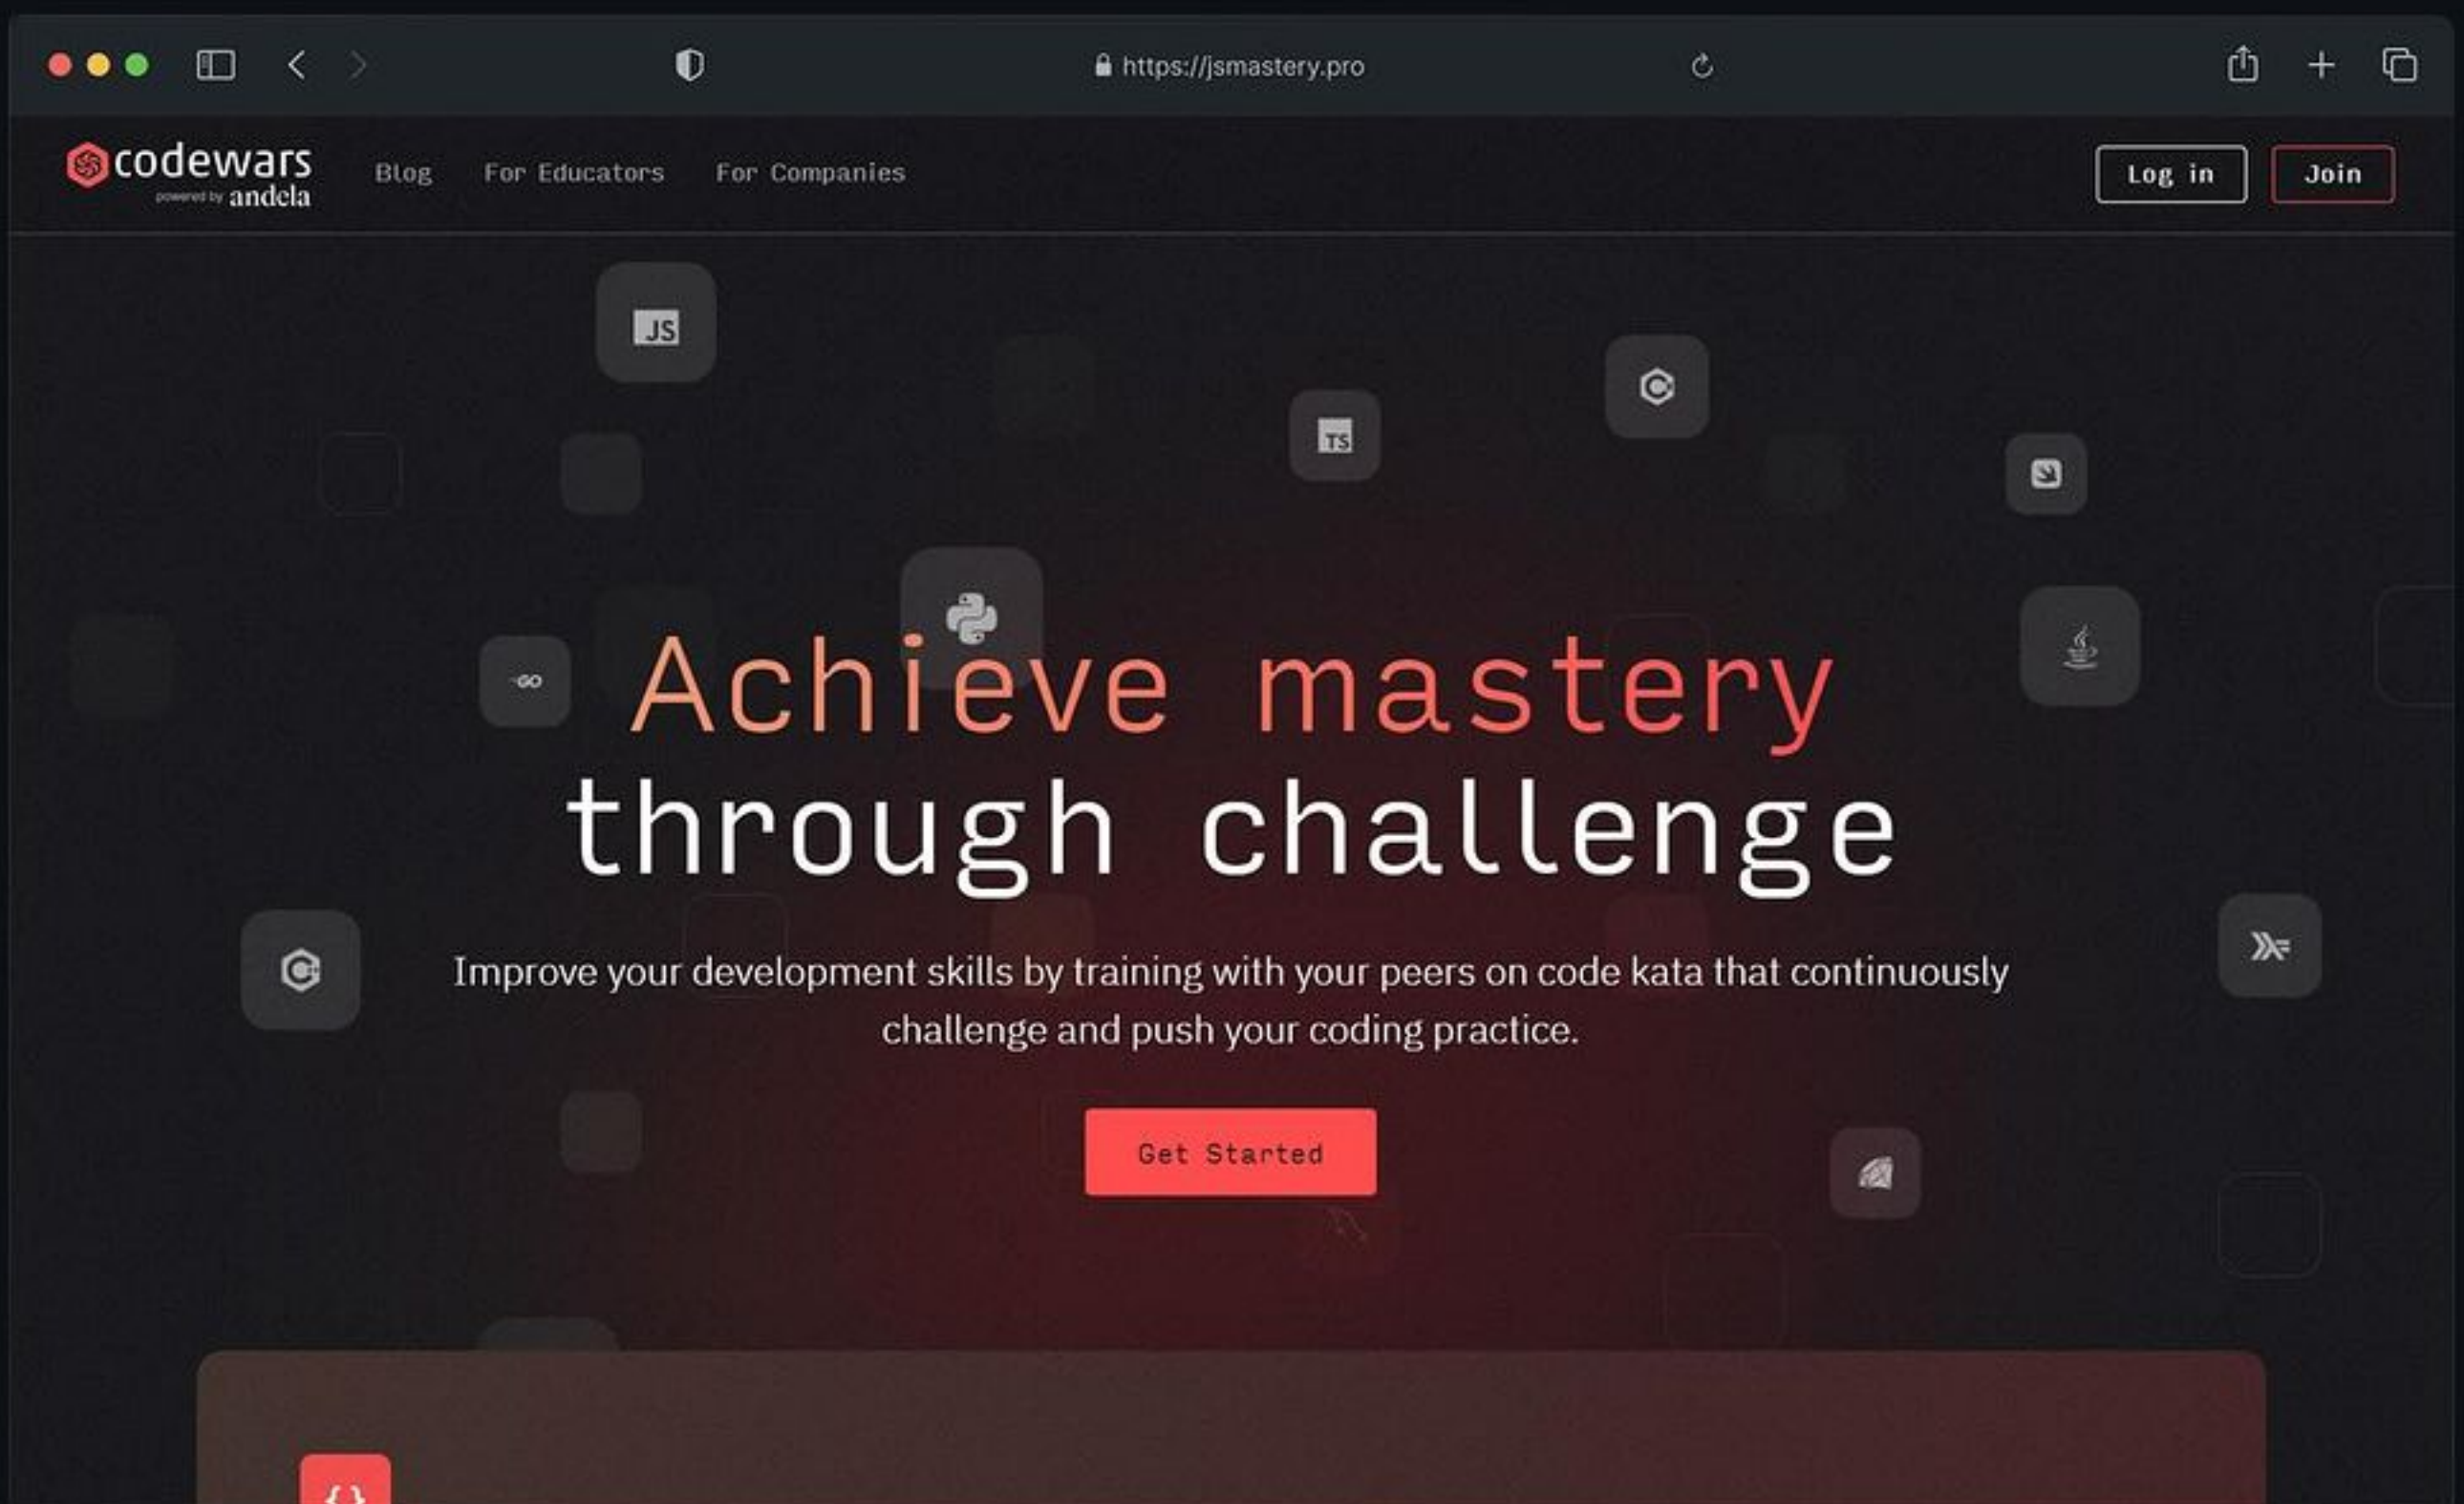 https://jsmastery.pro
codewars
powered by andela
Blog
For Educators
For Companies
Log in
Join
JS
TS
C
GO
Achieve mastery
through challenge
C
Improve your development skills by training with your peers on code kata that continuously
challenge and push your coding practice.
Get Started
{}